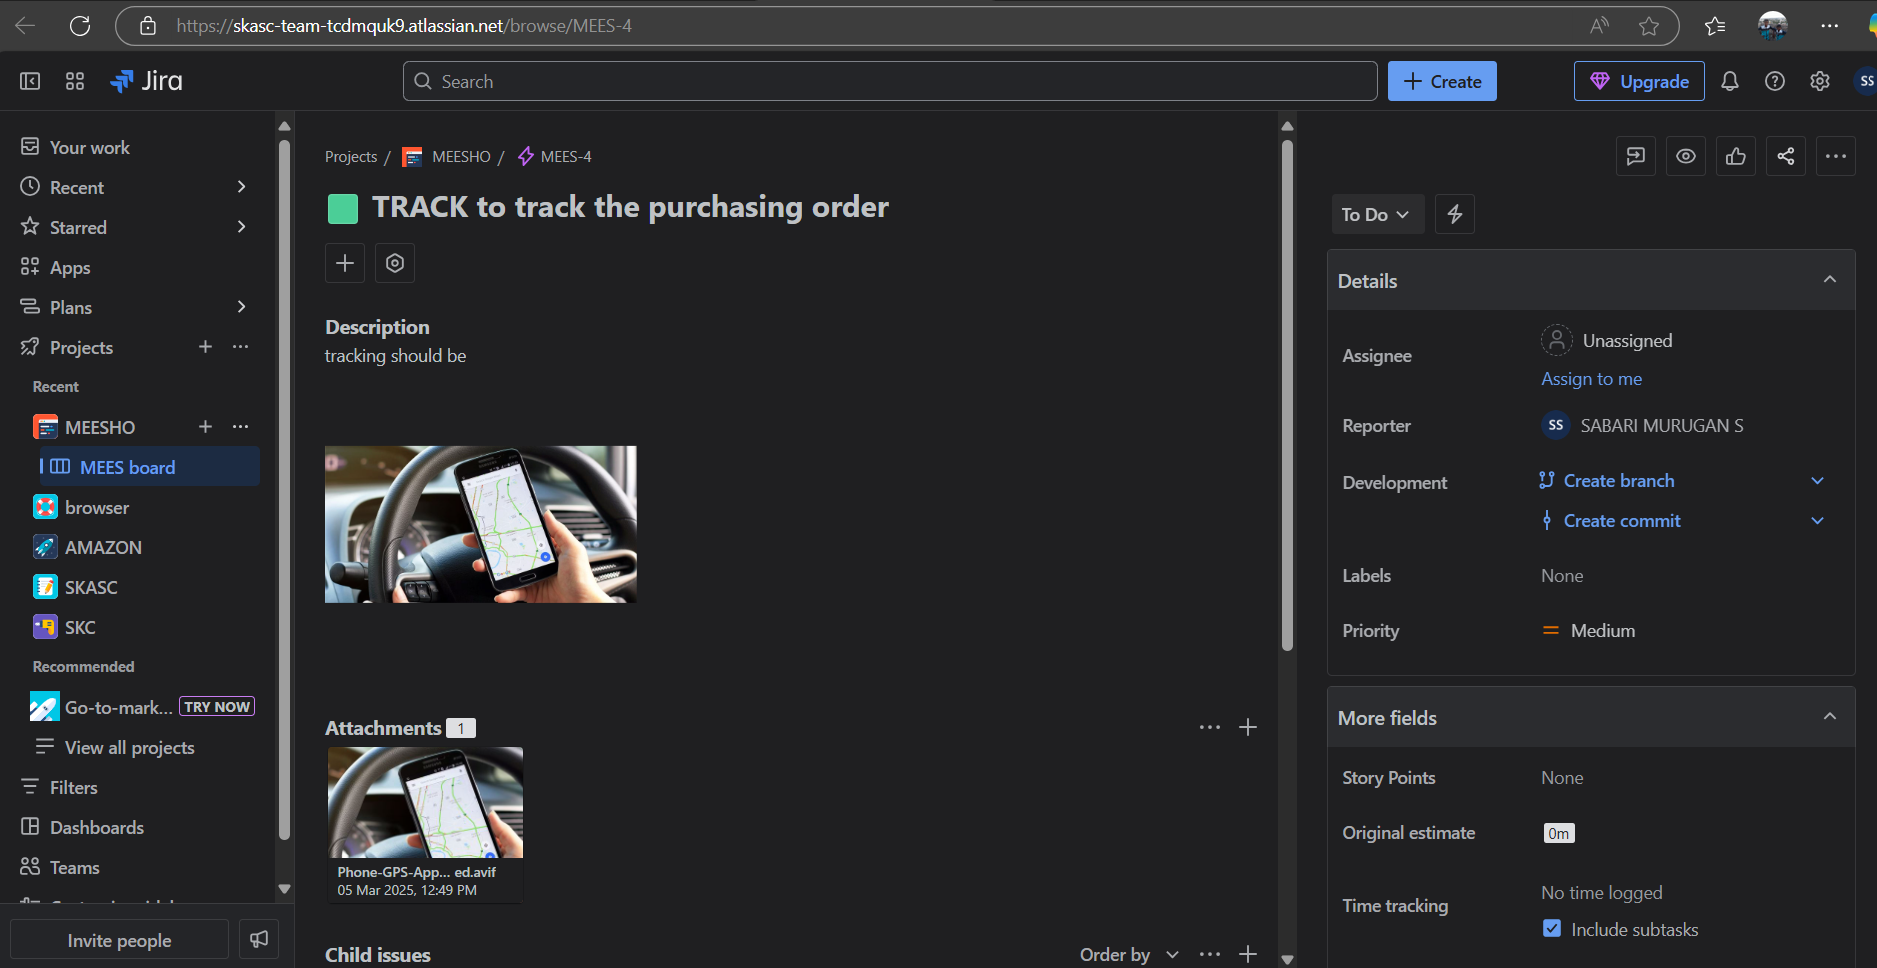 https://skasc-team-tcdmquk9.atlassian.net/browse/MEES-4
Jira
Search
Create
Upgrade
SS
Your work
Recent
Starred
Apps
Plans
Projects
Recent
MEESHO
MEES board
browser
AMAZON
SKASC
SKC
Recommended
Go-to-mark... TRY NOW
View all projects
Filters
Dashboards
Teams
Invite people
Projects / MEESHO / MEES-4
TRACK to track the purchasing order
Description
tracking should be
Attachments 1
Phone-GPS-App... ed.avif
05 Mar 2025, 12:49 PM
Child issues
Order by
To Do
Details
Assignee
Unassigned
Assign to me
Reporter
SS SABARI MURUGAN S
Development
Create branch
Create commit
Labels
None
Priority
Medium
More fields
Story Points
None
Original estimate
0m
Time tracking
No time logged
Include subtasks